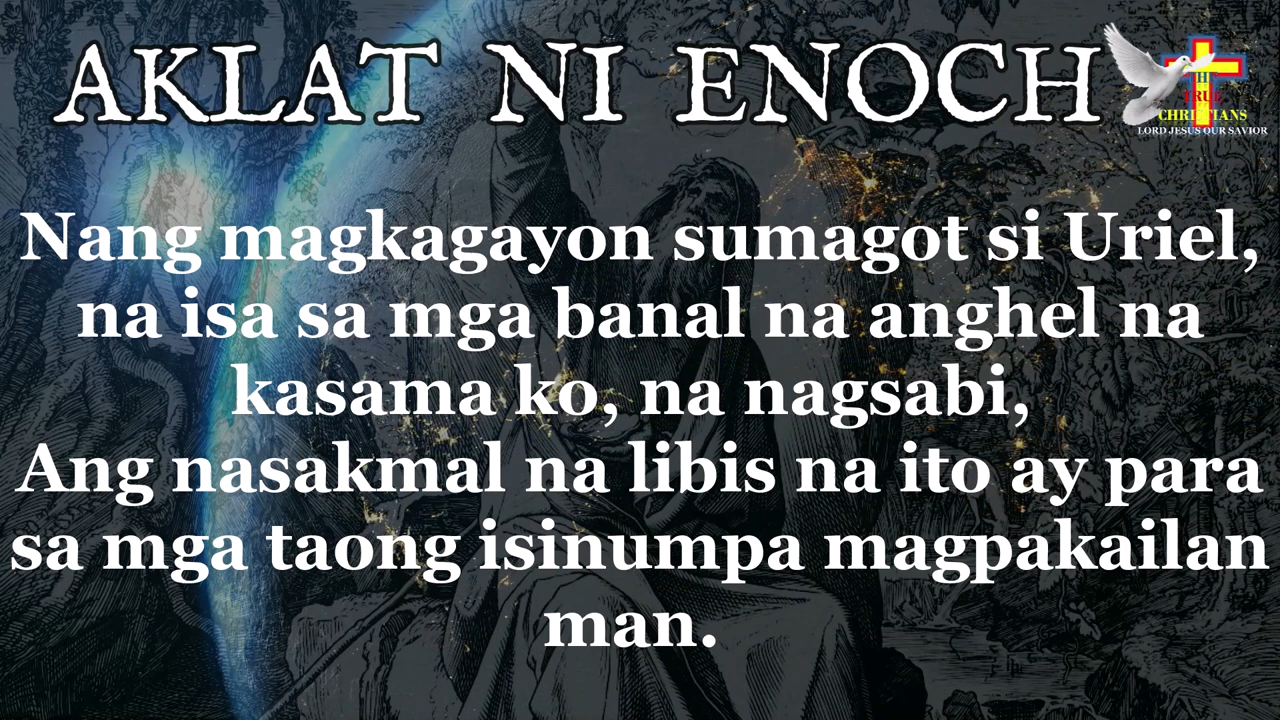 AKLAT NI ENOCH
THE TRUE
CHRISTIANS
LORD JESUS OUR SAVIOR
Nang magkagayon sumagot si Uriel,
na isa sa mga banal na anghel na
kasama ko, na nagsabi,
Ang nasakmal na libis na ito ay para
sa mga taong isinumpa magpakailan
man.